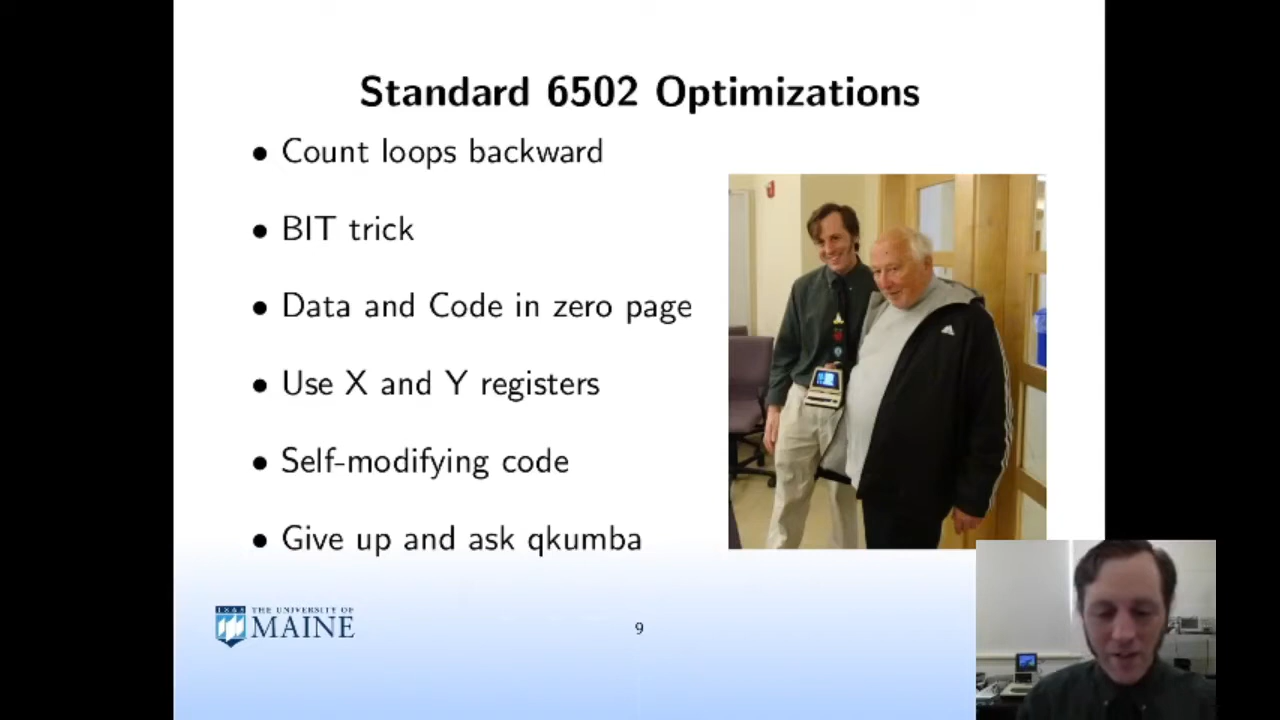 Standard 6502 Optimizations
• Count loops backward
• BIT trick
• Data and Code in zero page
• Use X and Y registers
• Self-modifying code
• Give up and ask qkumba
1865
THE UNIVERSITY OF
MAINE
9